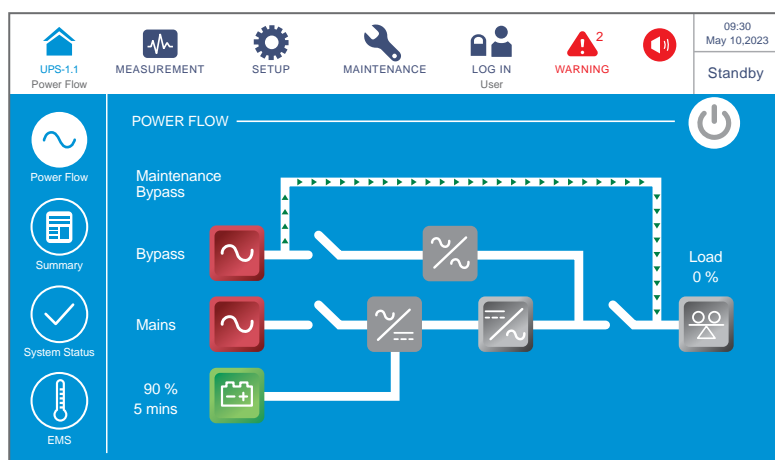 09:30
May 10,2023
UPS-1.1
MEASUREMENT
SETUP
MAINTENANCE
LOG IN
2
WARNING
Power Flow
User
Standby
POWER FLOW
Power Flow
Maintenance
Bypass
Summary
Bypass
Load
0 %
System Status
Mains
90 %
5 mins
EMS